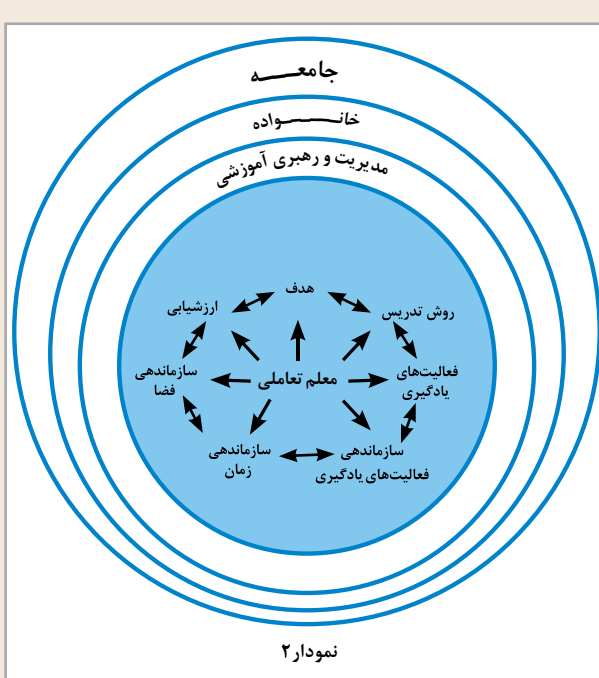 جامعــــه
خانـــــــواده
مدیریت و رهبری آموزشی
هدف
ارزشیابی
روش تدریس
سازماندهی
فضا
معلم تعاملی
فعالیت‌های
یادگیری
سازماندهی
زمان
سازماندهی
فعالیت‌های یادگیری
نمودار۲